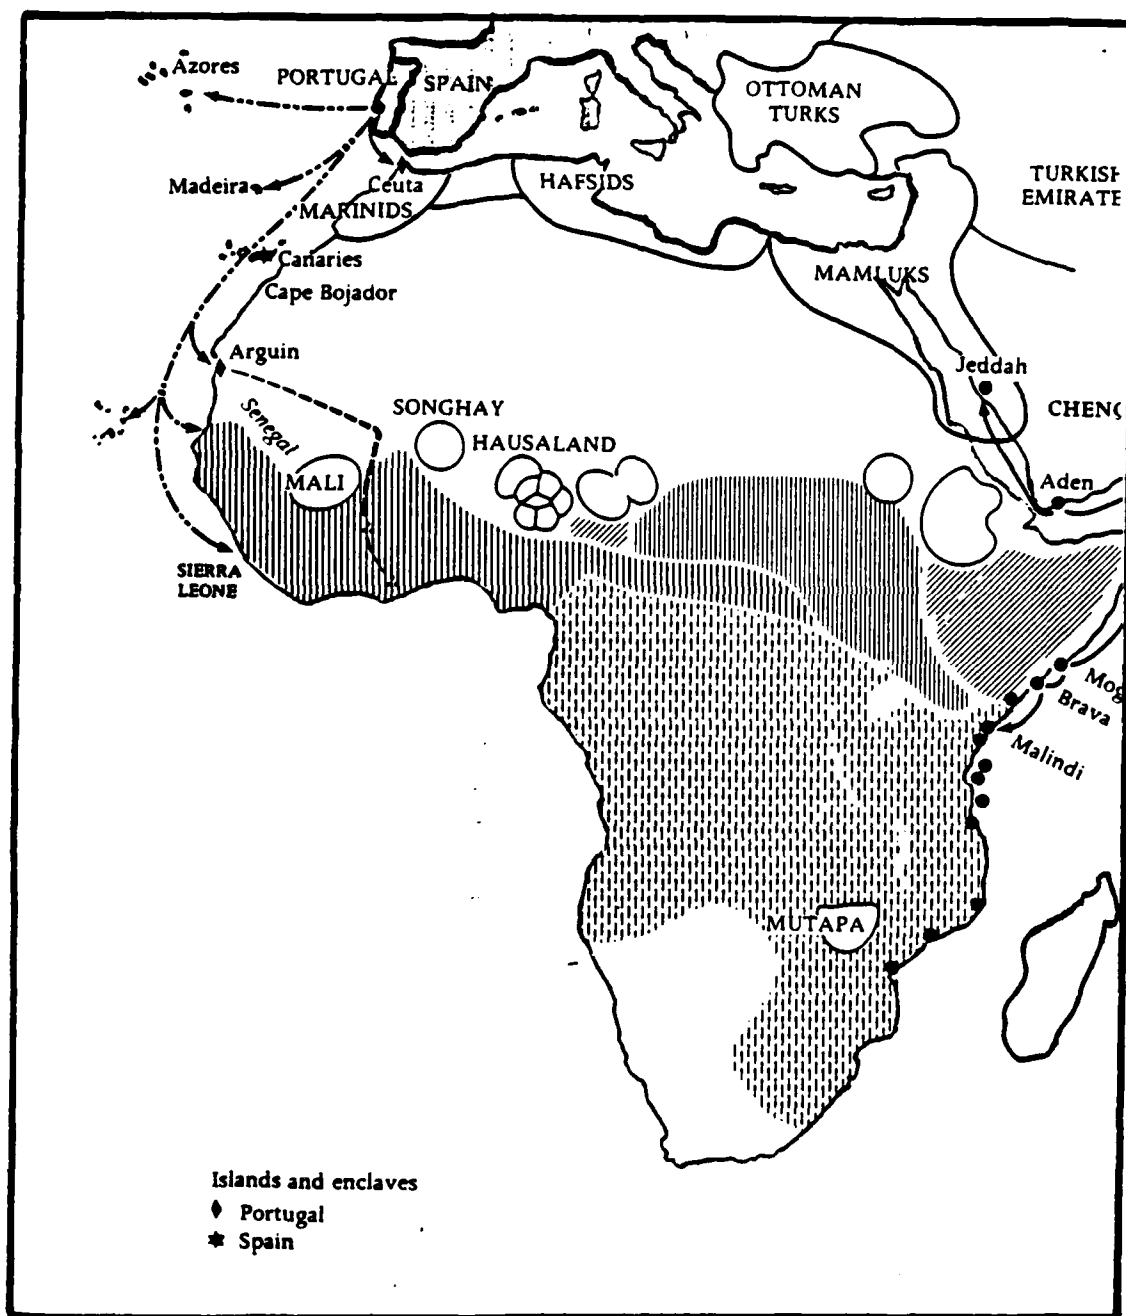 Azores
PORTUGAL
SPAIN
OTTOMAN
TURKS
Madeira
Ceuta
MARINIDS
HAFSIDS
TURKISH
EMIRATE
Canaries
Cape Bojador
MAMLUKS
Arguin
Jeddah
Senegal
SONGHAY
CHENG
HAUSALAND
MALI
Aden
SIERRA
LEONE
Mog
Brava
Malindi
MUTAPA
Islands and enclaves
Portugal
Spain